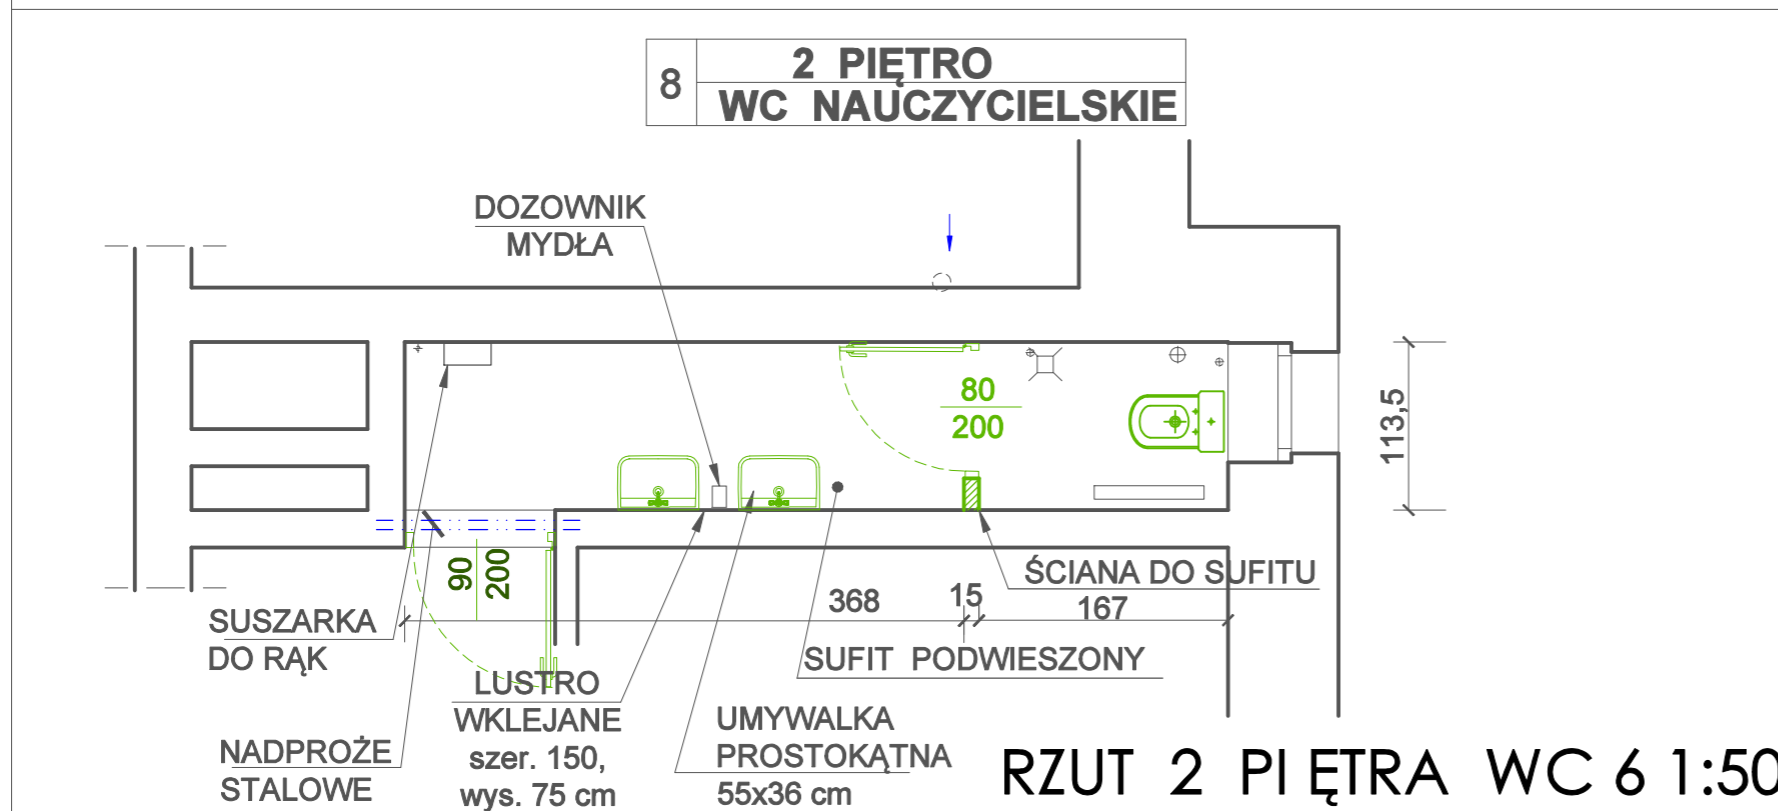 8
2 PIĘTRO
WC NAUCZYCIELSKIE
DOZOWNIK
MYDŁA
80
200
113,5
90
200
ŚCIANA DO SUFITU
368
15
167
SUSZARKA
DO RĄK
SUFIT PODWIESZONY
LUSTRO
WKLEJANE
szer. 150,
wys. 75 cm
UMYWALKA
PROSTOKĄTNA
55x36 cm
NADPROŻE
STALOWE
RZUT 2 PI ĘTRA WC 6 1:50